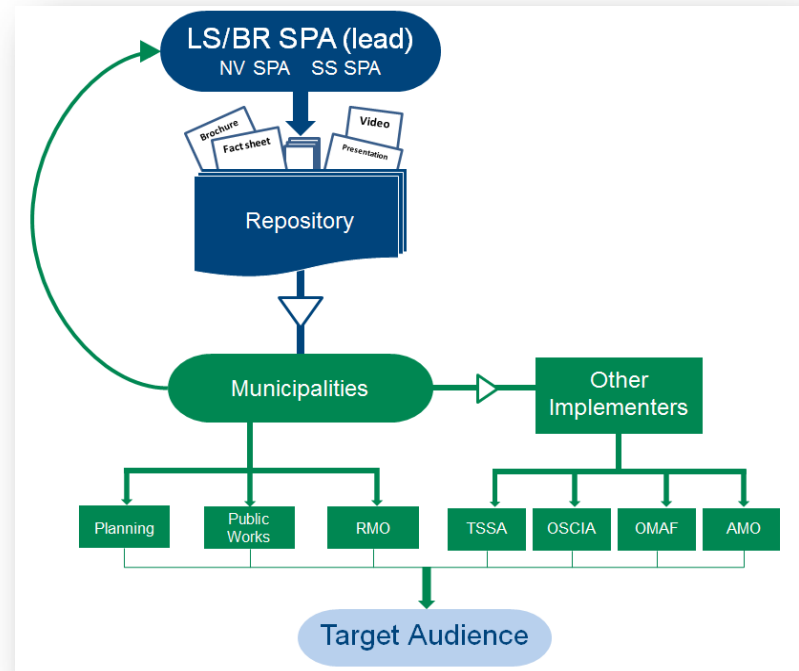 LS/BR SPA (lead)
NV SPA SS SPA
Brochure
Fact sheet
Video
Presentation
Repository
Municipalities
Other
Implementers
Planning
Public
Works
RMO
TSSA
OSCIA
OMAF
AMO
Target Audience